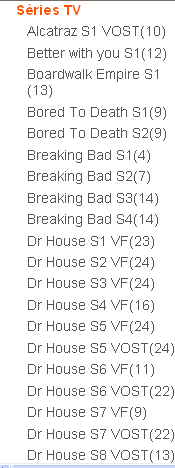 Séries TV
Alcatraz S1 VOST(10)
Better with you S1(12)
Boardwalk Empire S1
(13)
Bored To Death S1(9)
Bored To Death S2(9)
Breaking Bad S1(4)
Breaking Bad S2(7)
Breaking Bad S3(14)
Breaking Bad S4(14)
Dr House S1 VF(23)
Dr House S2 VF(24)
Dr House S3 VF(24)
Dr House S4 VF(16)
Dr House S5 VF(24)
Dr House S5 VOST(24)
Dr House S6 VF(11)
Dr House S6 VOST(22)
Dr House S7 VF(9)
Dr House S7 VOST(22)
Dr House S8 VOST(13)